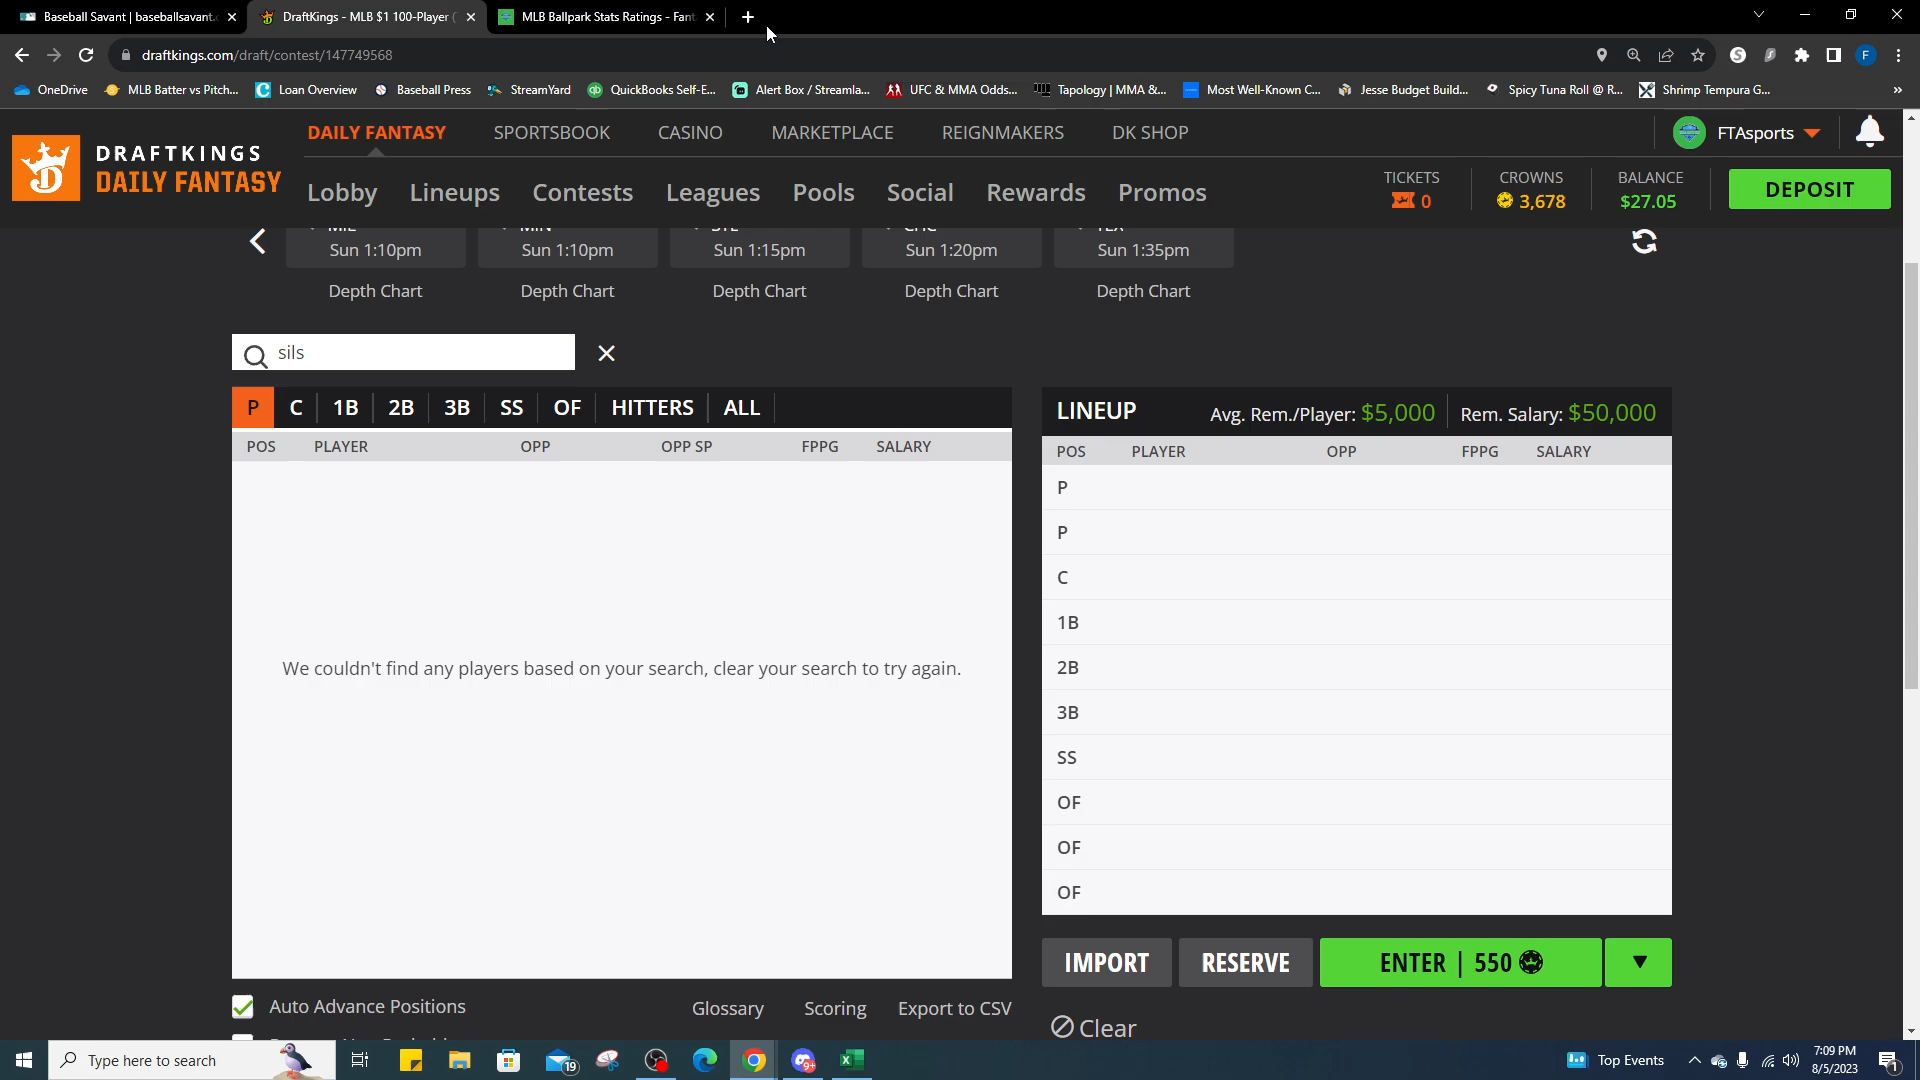 Baseball Savant | baseballsavant.
DraftKings - MLB $1 100-Player (
MLB Ballpark Stats Ratings - Fant
draftkings.com/draft/contest/147749568
F
OneDrive
MLB Batter vs Pitch...
Loan Overview
Baseball Press
StreamYard
QuickBooks Self-E...
Alert Box / Streamla...
UFC & MMA Odds...
Tapology | MMA &...
Most Well-Known C...
Jesse Budget Build...
Spicy Tuna Roll @ R...
Shrimp Tempura G...
»
DRAFTKINGS
DAILY FANTASY
DAILY FANTASY
SPORTSBOOK
CASINO
MARKETPLACE
REIGNMAKERS
DK SHOP
FTAsports
Lobby
Lineups
Contests
Leagues
Pools
Social
Rewards
Promos
TICKETS
0
CROWNS
3,678
BALANCE
$27.05
DEPOSIT
MIL
MIN
STL
CHC
TEX
Sun 1:10pm
Sun 1:10pm
Sun 1:15pm
Sun 1:20pm
Sun 1:35pm
Depth Chart
Depth Chart
Depth Chart
Depth Chart
Depth Chart
sils
P
C
1B
2B
3B
SS
OF
HITTERS
ALL
POS
PLAYER
OPP
OPP SP
FPPG
SALARY
We couldn't find any players based on your search, clear your search to try again.
LINEUP
Avg. Rem./Player: $5,000
Rem. Salary: $50,000
POS
PLAYER
OPP
FPPG
SALARY
P
P
C
1B
2B
3B
SS
OF
OF
OF
IMPORT
RESERVE
ENTER | 550
Auto Advance Positions
Glossary
Scoring
Export to CSV
Clear
Type here to search
19
9+
Top Events
7:09 PM
8/5/2023
1